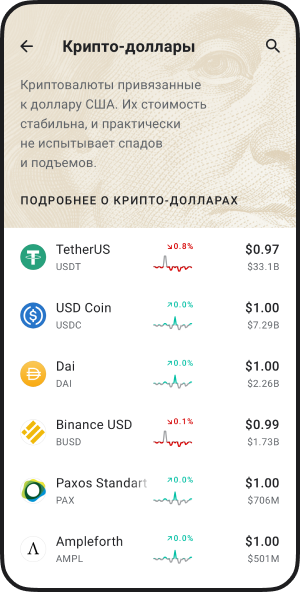 Крипто-доллары
Криптовалюты привязанные
к доллару США. Их стоимость
стабильна, и практически
не испытывает спадов
и подъемов.
ПОДРОБНЕЕ О КРИПТО-ДОЛЛАРАХ
TetherUS ↘0.8% $0.97
USDT $33.1B
USD Coin ↗0.0% $1.00
USDC $7.29B
Dai ↗0.0% $1.00
DAI $2.26B
Binance USD ↘0.1% $0.99
BUSD $1.73B
Paxos Standart ↗0.0% $1.00
PAX $706M
Ampleforth ↗0.0% $1.00
AMPL $501M